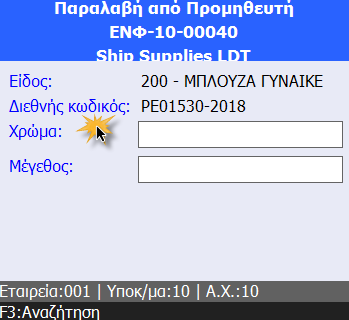 Παραλαβή από Προμηθευτή
ΕΝΦ-10-00040
Ship Supplies LDT
Είδος: 200 - ΜΠΛΟΥΖΑ ΓΥΝΑΙΚΕ
Διεθνής κωδικός: PE01530-2018
Χρώμα:
Μέγεθος:
Εταιρεία:001 | Υποκ/μα:10 | Α.Χ.:10
F3:Αναζήτηση